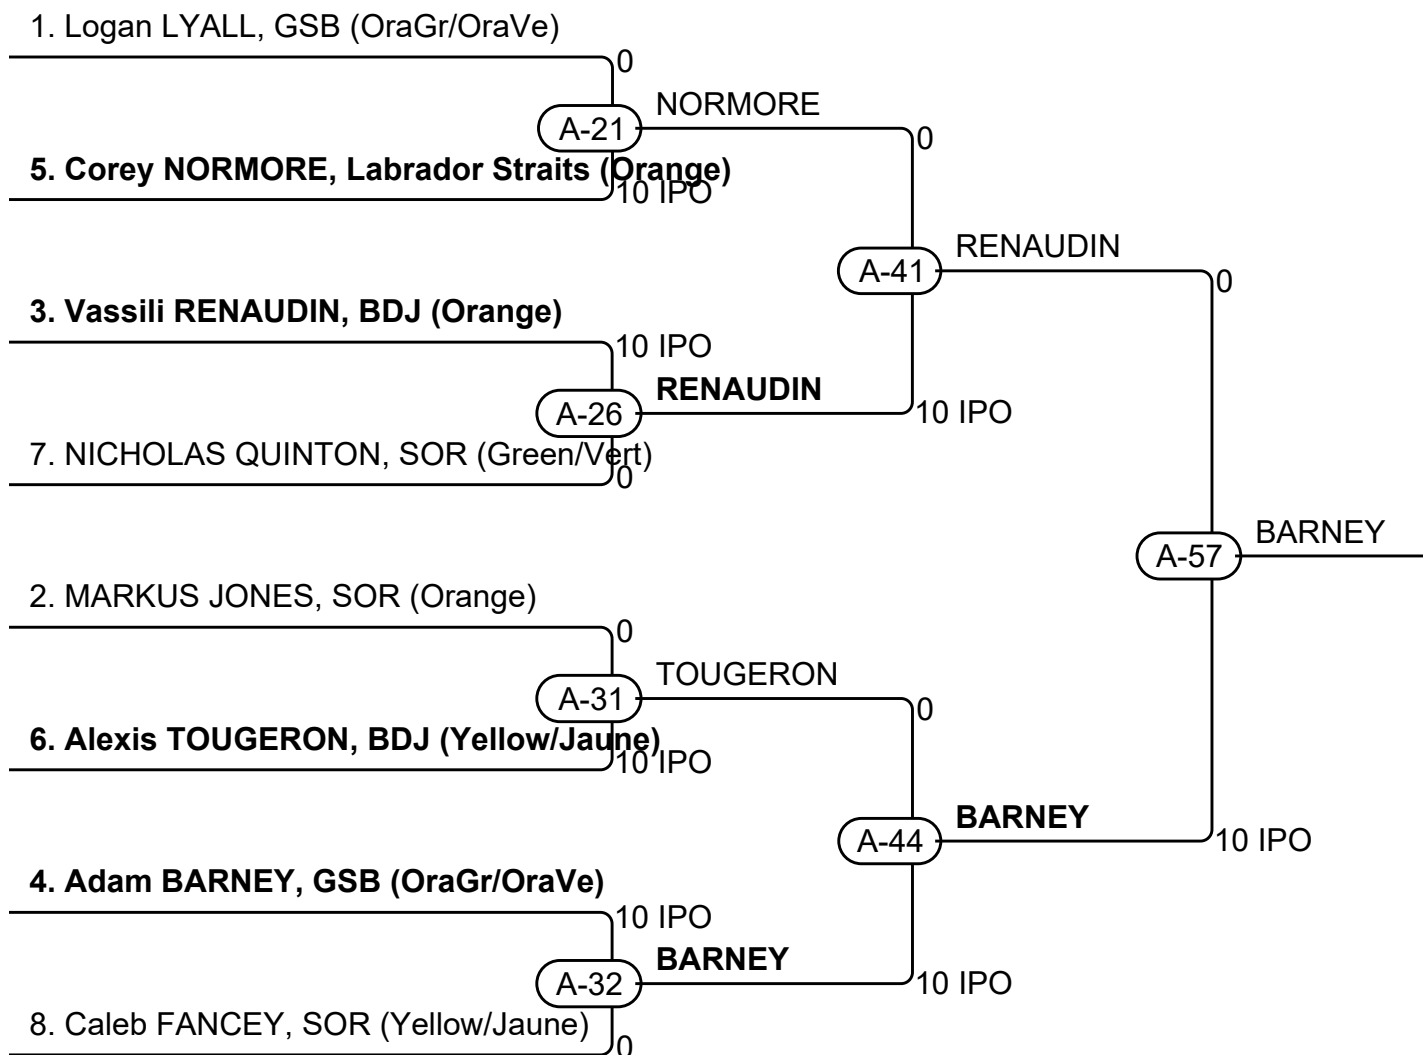 1. Logan LYALL, GSB (OraGr/OraVe)
0
NORMORE
A-21
0
5. Corey NORMORE, Labrador Straits (Orange)
10 IPO
RENAUDIN
A-41
0
3. Vassili RENAUDIN, BDJ (Orange)
10 IPO
RENAUDIN
A-26
10 IPO
7. NICHOLAS QUINTON, SOR (Green/Vert)
0
BARNEY
A-57
2. MARKUS JONES, SOR (Orange)
0
TOUGERON
A-31
0
6. Alexis TOUGERON, BDJ (Yellow/Jaune)
10 IPO
BARNEY
A-44
10 IPO
4. Adam BARNEY, GSB (OraGr/OraVe)
10 IPO
BARNEY
A-32
10 IPO
8. Caleb FANCEY, SOR (Yellow/Jaune)
0